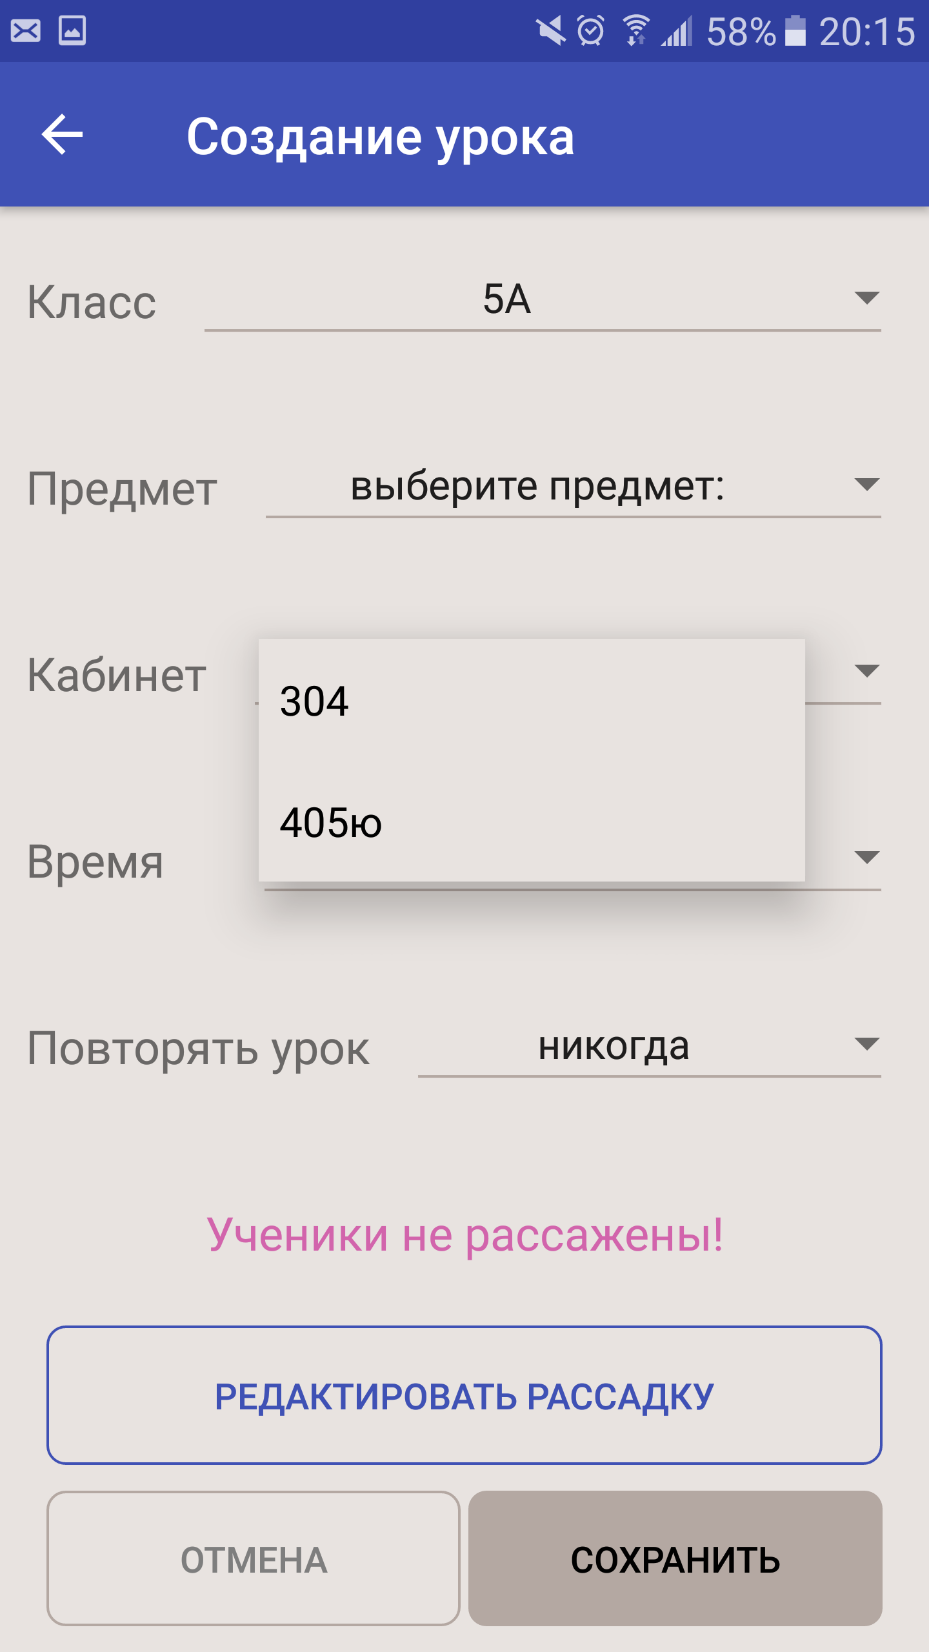 58% 20:15
Создание урока
Класс 5А
Предмет выберите предмет:
Кабинет
304
405ю
Время
Повторять урок никогда
Ученики не рассажены!
РЕДАКТИРОВАТЬ РАССАДКУ
ОТМЕНА СОХРАНИТЬ